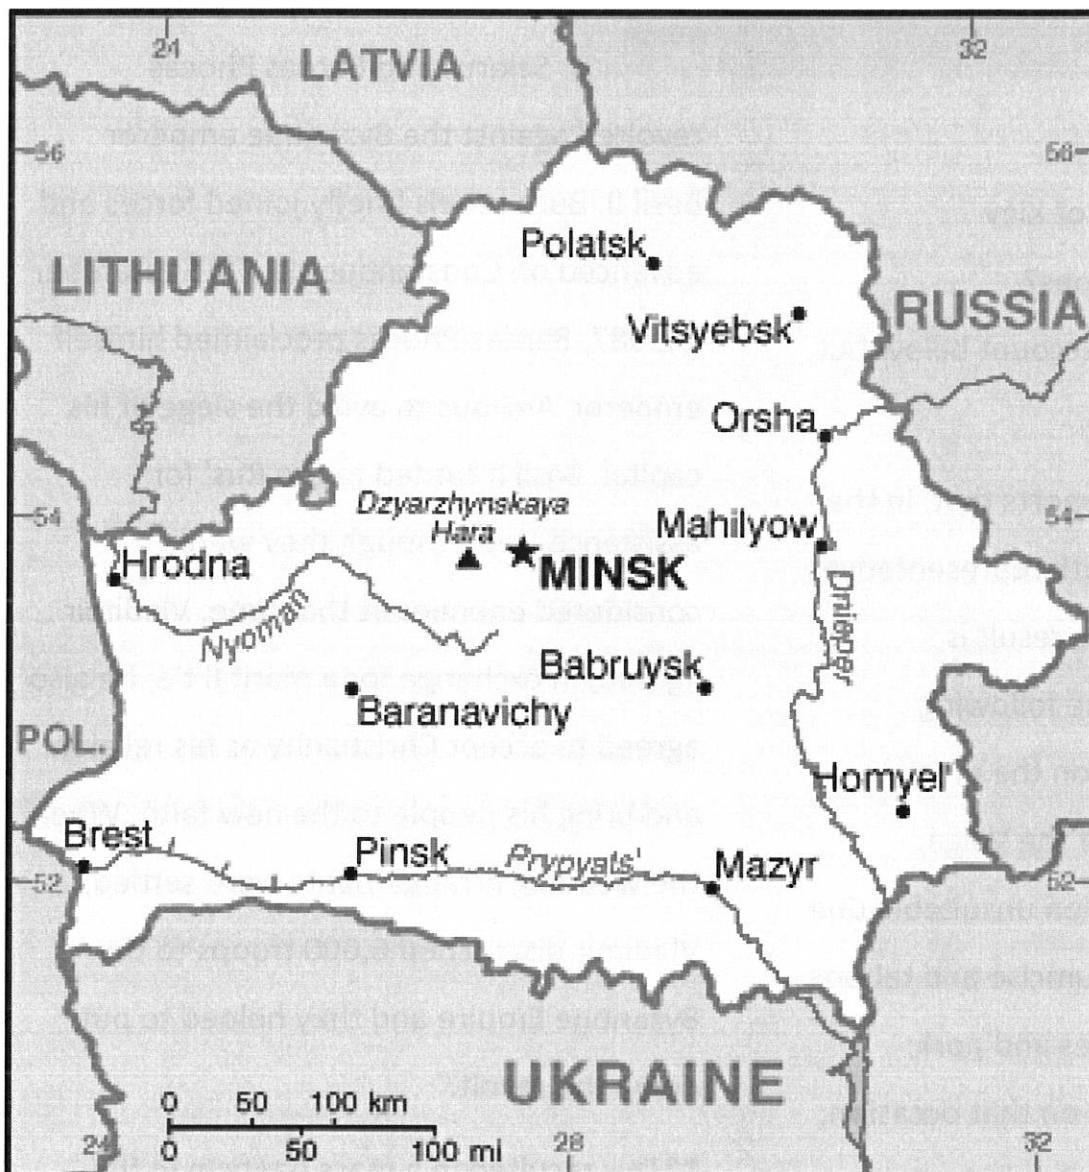 24
32
LATVIA
56
56
Polatsk
LITHUANIA
Vitsyebsk
RUSSIA
Orsha
Dzyarzhynskaya
Hara
54
54
Mahilyow
Hrodna
MINSK
Nyoman
Dnieper
Babruysk
Baranavichy
POL.
Homyel'
Brest
Pinsk
Prypyats'
Mazyr
52
52
UKRAINE
0 50 100 km
0 50 100 mi
24
28
32